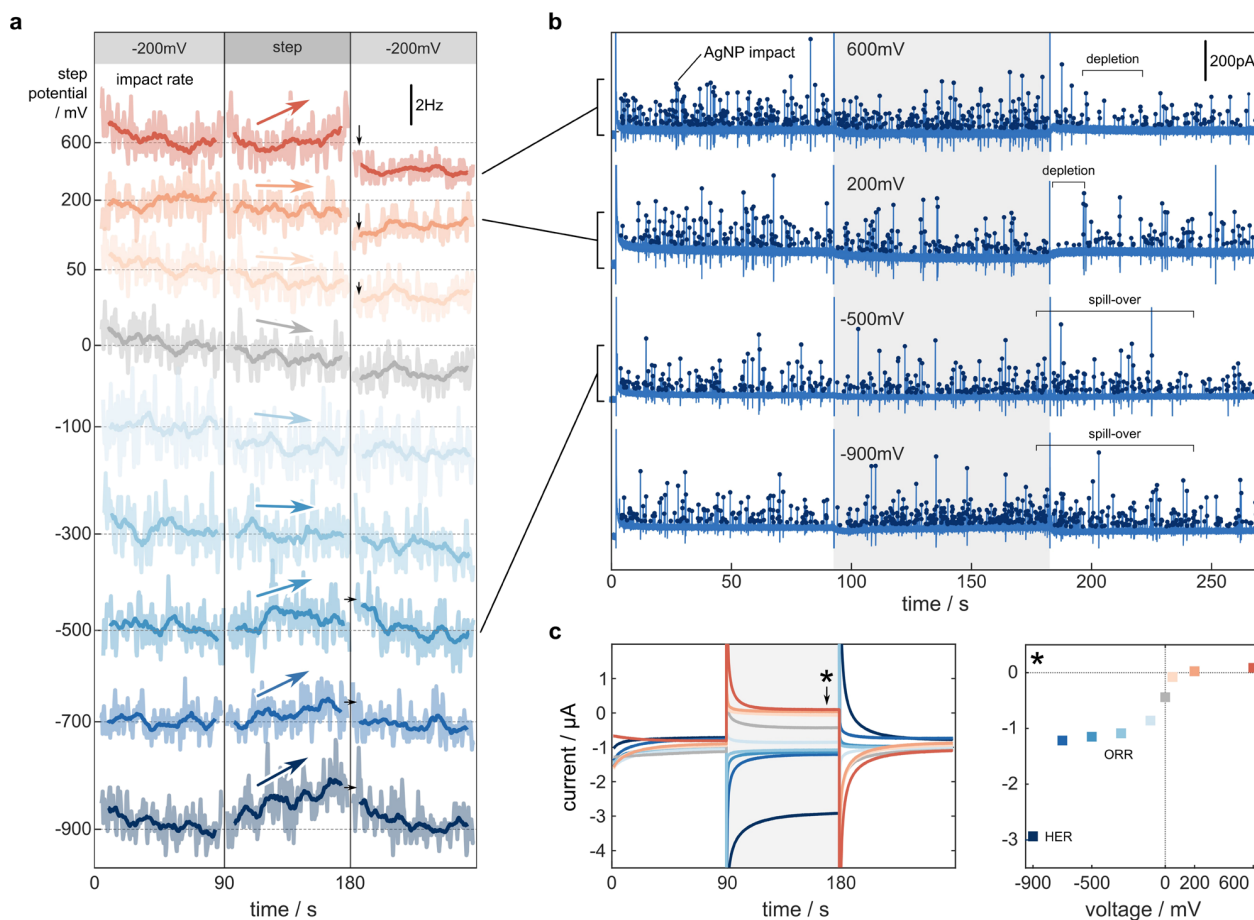 a
-200mV
step
-200mV
step
potential
/ mV
impact rate
2Hz
600
200
50
0
-100
-300
-500
-700
-900
0
90
180
time / s
b
AgNP impact
600mV
depletion
200pA
200mV
depletion
-500mV
spill-over
-900mV
spill-over
0
50
100
150
200
250
time / s
c
*
0
-1
-2
-3
-4
current / µA
0
90
180
time / s
*
0
-1
-2
-3
ORR
HER
-900
-500
0
200
600
voltage / mV